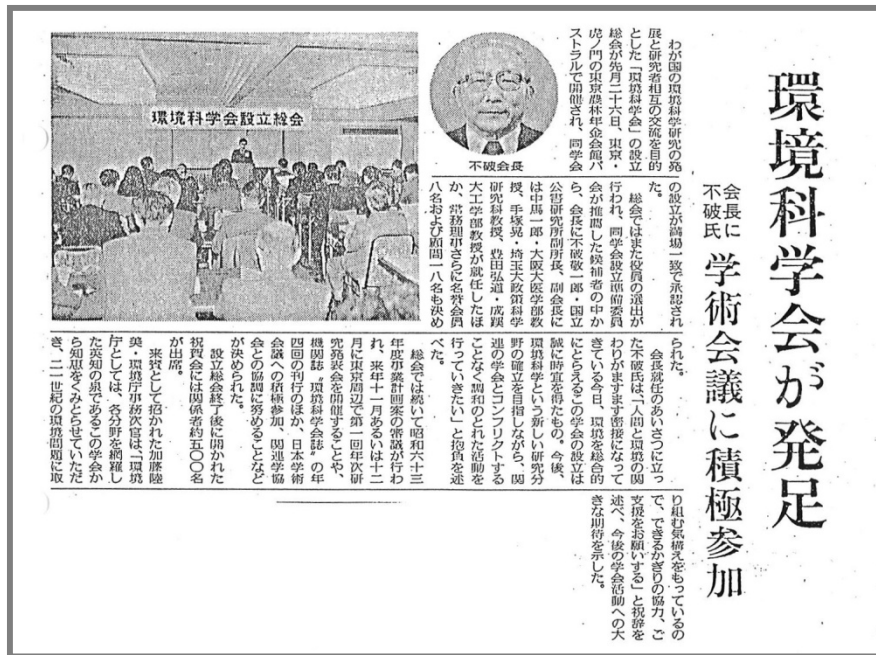 環境科学会が発足
会長に
不破氏
学術会議に積極参加
わが国の環境科学研究の発
展と研究者相互の交流を目的
とした「環境科学会」の設立
総会が先月二十六日、東京・
虎ノ門の東京農林年金会館パ
ストラルで開催され、同学会
の設立が満場一致で承認され
た。
総会ではまた役員の選出が
行われ、同学会設立準備委員
会が推薦した候補者の中か
ら、会長に不破敬一郎・国立
公害研究所副所長、副会長に
は中馬一郎・大阪大医学部教
授、手塚晃・埼玉大政策科学
研究科教授、豊田弘道・成蹊
大工学部教授が就任したほ
か、常務理事さらに名誉会員
八名および顧問一八名も決め
られた。
会長就任のあいさつに立っ
た不破氏は「人間と環境の関
わりがますます密接になって
きている今日、環境を総合的
にとらえるこの学会の設立は
誠に時宜を得たもの。今後、
環境科学という新しい研究分
野の確立を目指しながら、関
連の学会とコンフリクトする
ことなく調和のとれた活動を
行っていきたい」と抱負を述
べた。
総会では続いて昭和六十三
年度事業計画案の審議が行わ
れ、来年十一月あるいは十二
月に東京周辺で第一回年次研
究発表会を開催することや、
機関誌〝環境科学会誌〟の年
四回の刊行のほか、日本学術
会議への積極参加、関連学協
会との協調に努めることなど
が決められた。
設立総会終了後に開かれた
祝賀会には関係者約五〇〇名
が出席。
来賓として招かれた加藤陸
美・環境庁事務次官は「環境
庁としては、各分野を網羅し
た英知の泉であるこの学会か
ら知恵をくみとらせていただ
き、二一世紀の環境問題に取
り組む気構えをもっているの
で、できるかぎりの協力、ご
支援をお願いする」と祝辞を
述べ、今後の学会活動への大
きな期待を示した。
不破会長
環境科学会設立総会